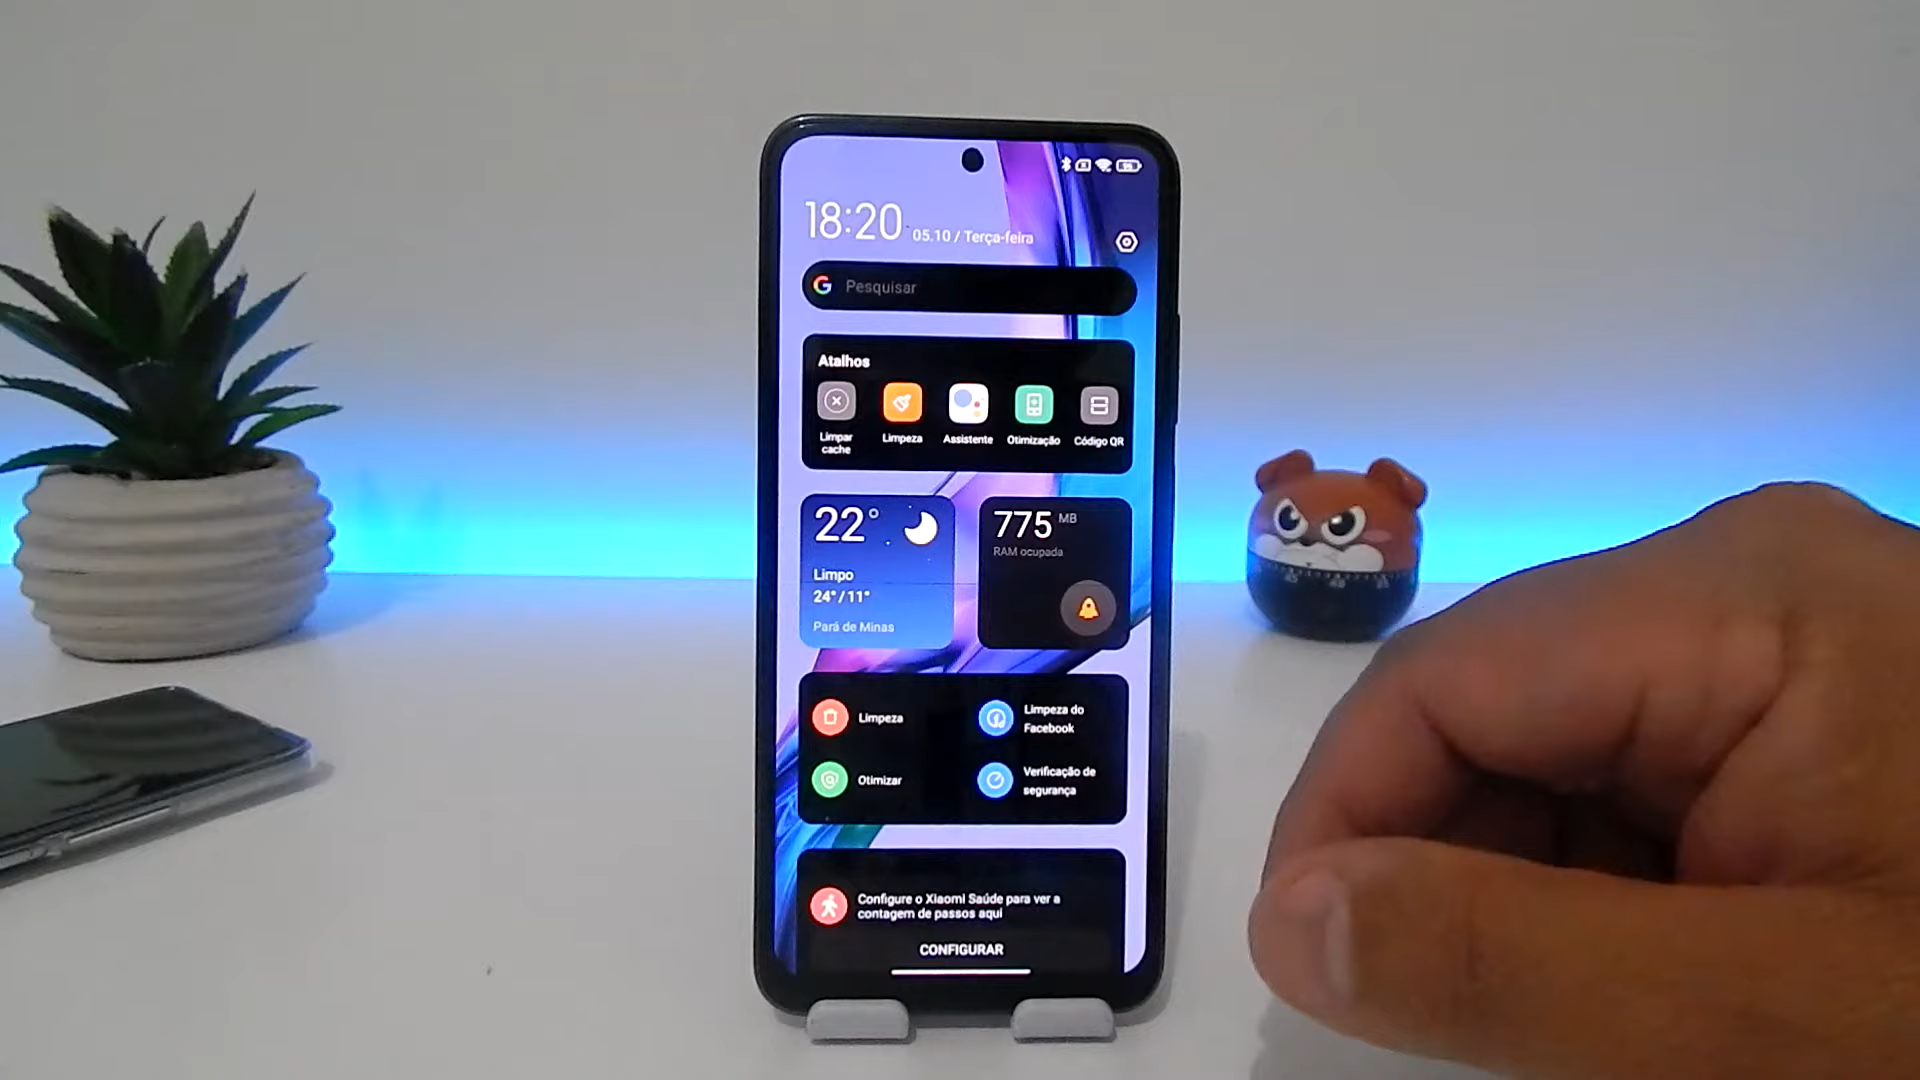 18:20
05.10 / Terça-feira
Pesquisar
Atalhos
Limpar
cache
Limpeza
Assistente
Otimização
Código QR
22°
Limpo
24° / 11°
Pará de Minas
775 MB
RAM ocupada
Limpeza
Limpeza do
Facebook
Otimizar
Verificação de
segurança
Configure o Xiaomi Saúde para ver a
contagem de passos aqui
CONFIGURAR